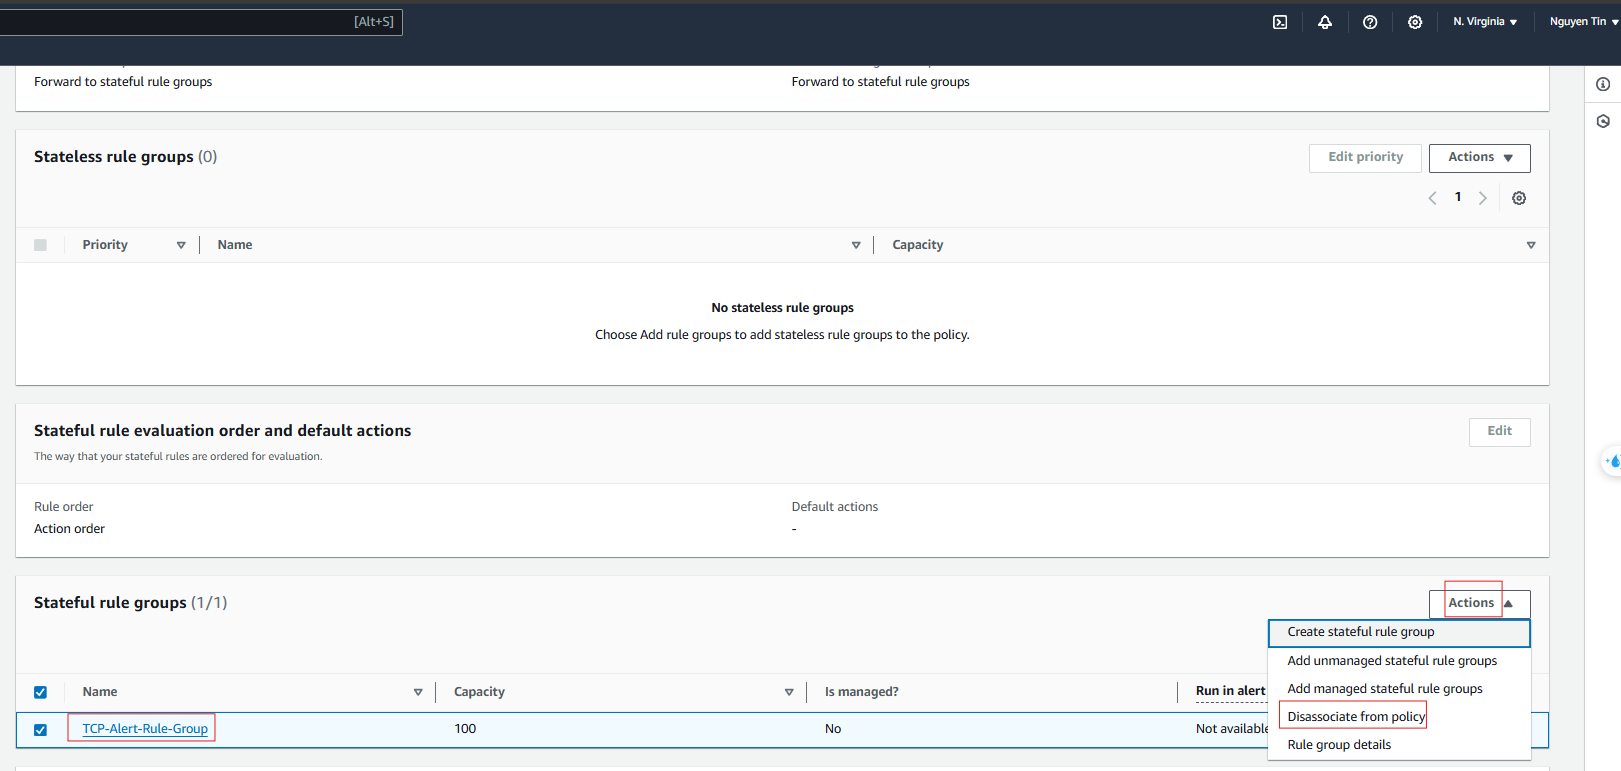 [Alt+S]
N. Virginia
Nguyen Tin
Forward to stateful rule groups
Forward to stateful rule groups
Stateless rule groups (0)
Edit priority
Actions
1
Priority
Name
Capacity
No stateless rule groups
Choose Add rule groups to add stateless rule groups to the policy.
Stateful rule evaluation order and default actions
Edit
The way that your stateful rules are ordered for evaluation.
Rule order
Default actions
Action order
-
Stateful rule groups (1/1)
Actions
Create stateful rule group
Add unmanaged stateful rule groups
Add managed stateful rule groups
Disassociate from policy
Rule group details
Name
Capacity
Is managed?
Run in alert
TCP-Alert-Rule-Group
100
No
Not available